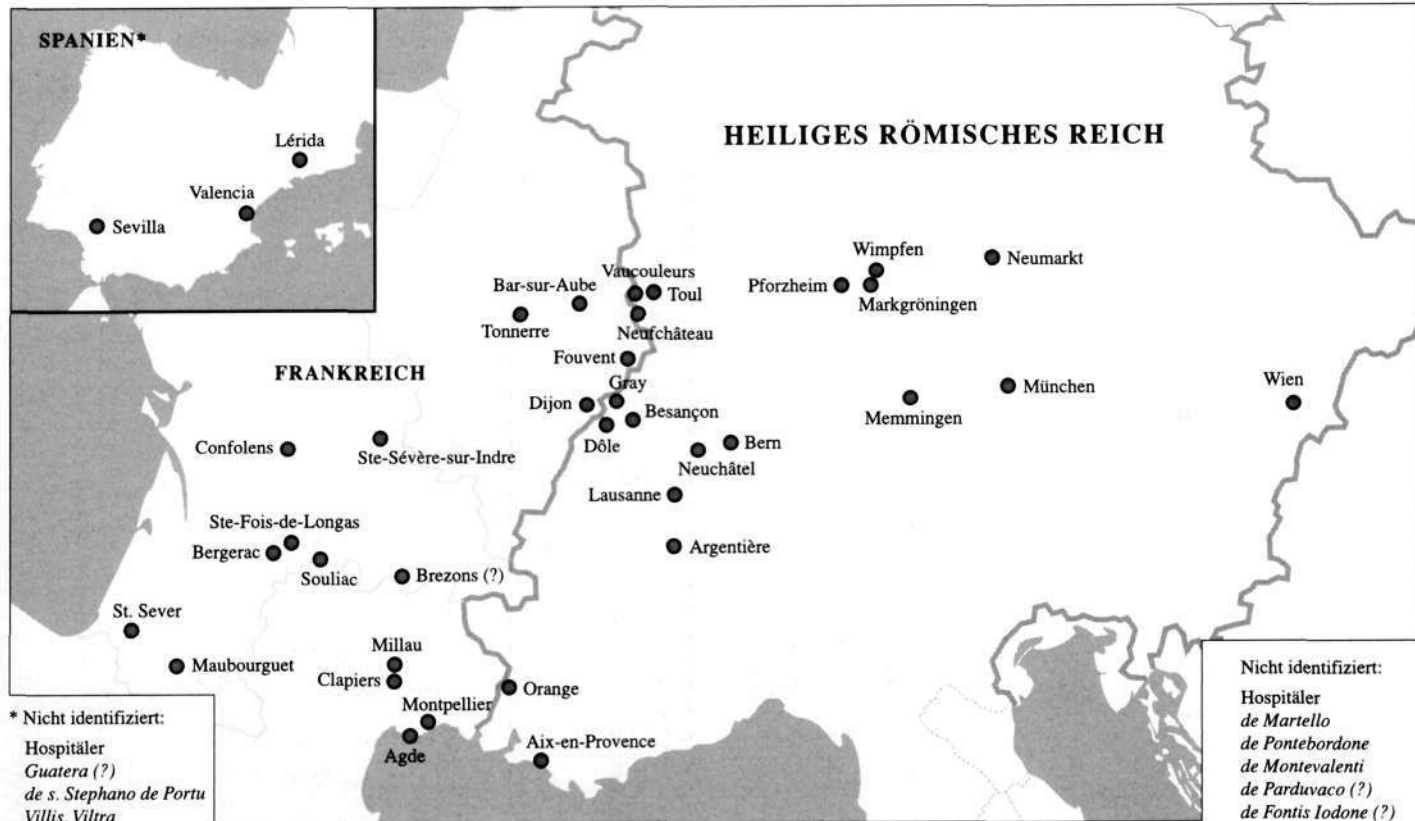 SPANIEN*
Lérida
Valencia
Sevilla
HEILIGES RÖMISCHES REICH
Wimpfen
Neumarkt
Vaucouleurs
Bar-sur-Aube
Toul
Pforzheim
Markgröningen
Tonnerre
Neufchâteau
Fouvent
FRANKREICH
Gray
München
Wien
Dijon
Besançon
Memmingen
Dôle
Bern
Confolens
Ste-Sévère-sur-Indre
Neuchâtel
Lausanne
Ste-Fois-de-Longas
Bergerac
Argentière
Souliac
Brezons (?)
St. Sever
Millau
Maubourguet
Clapiers
Orange
Montpellier
Agde
Aix-en-Provence
* Nicht identifiziert:
Hospitäler
Guatera (?)
de s. Stephano de Portu
Villis, Viltra
Nicht identifiziert:
Hospitäler
de Martello
de Pontebordone
de Montevalenti
de Parduvaco (?)
de Fontis Iodone (?)